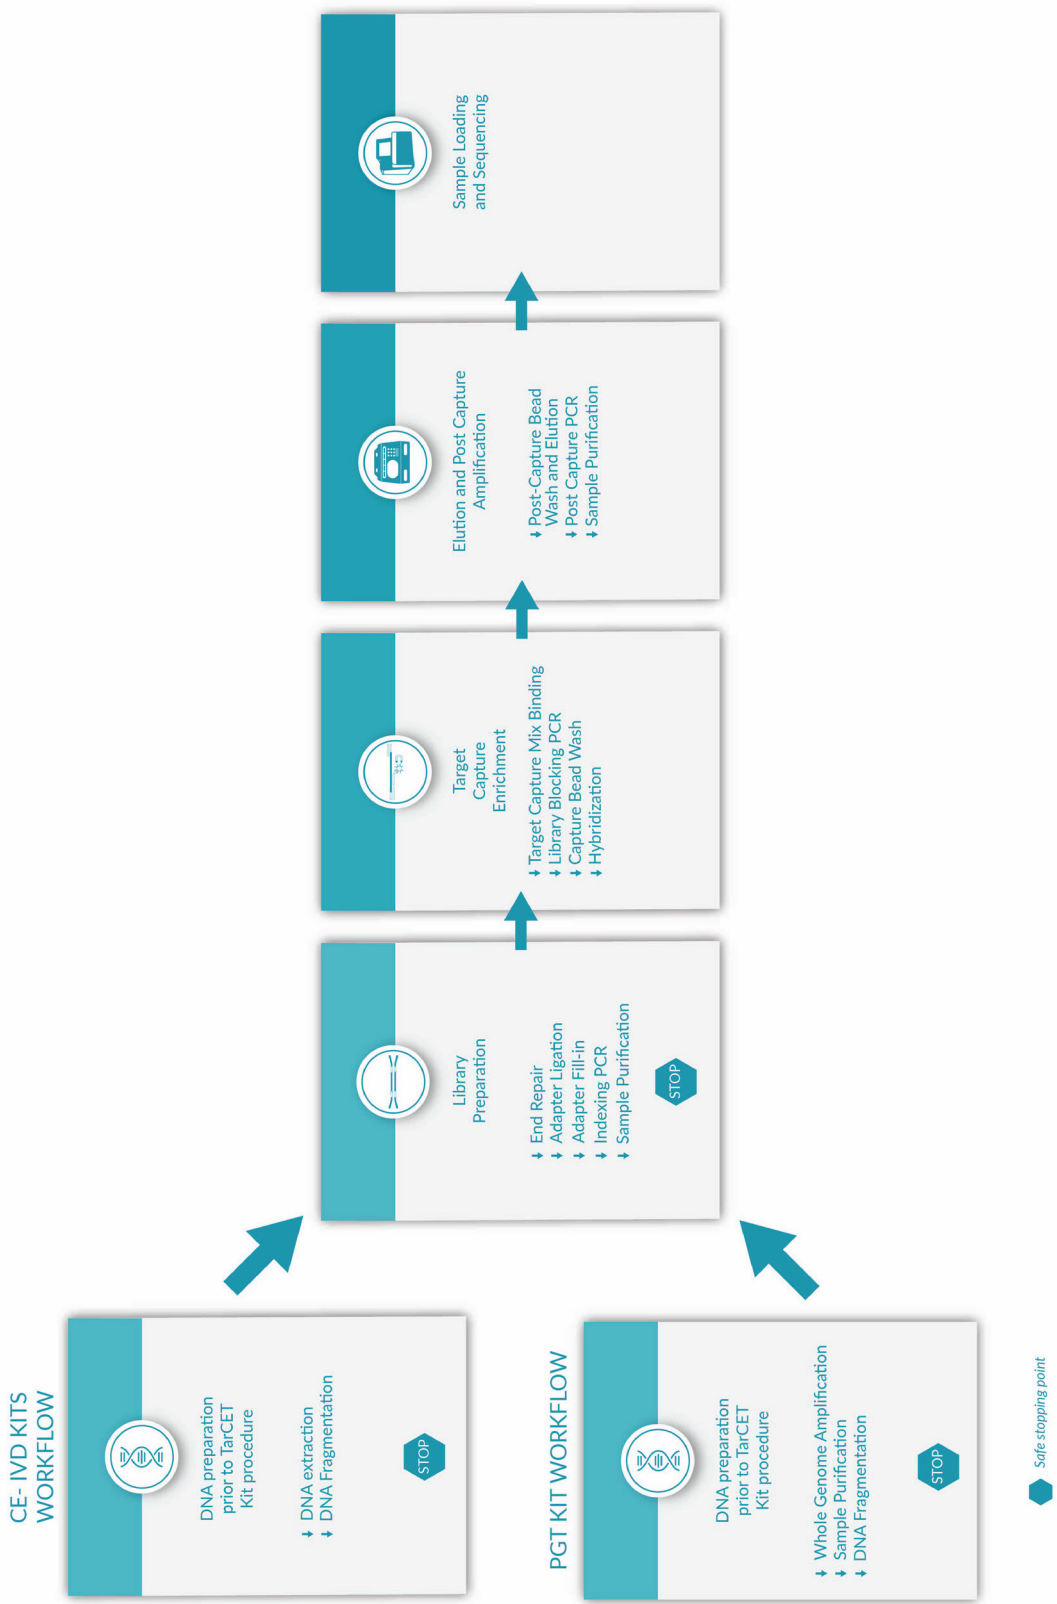 CE- IVD KITS
WORKFLOW
DNA preparation
prior to TarCET
Kit procedure
DNA extraction
DNA Fragmentation
STOP
PGT KIT WORKFLOW
DNA preparation
prior to TarCET
Kit procedure
Whole Genome Amplification
Sample Purification
DNA Fragmentation
STOP
Library
Preparation
End Repair
Adapter Ligation
Adapter Fill-in
Indexing PCR
Sample Purification
STOP
Target
Capture
Enrichment
Target Capture Mix Binding
Library Blocking PCR
Capture Bead Wash
Hybridization
Elution and Post Capture
Amplification
Post-Capture Bead
Wash and Elution
Post Capture PCR
Sample Purification
Sample Loading
and Sequencing
Safe stopping point